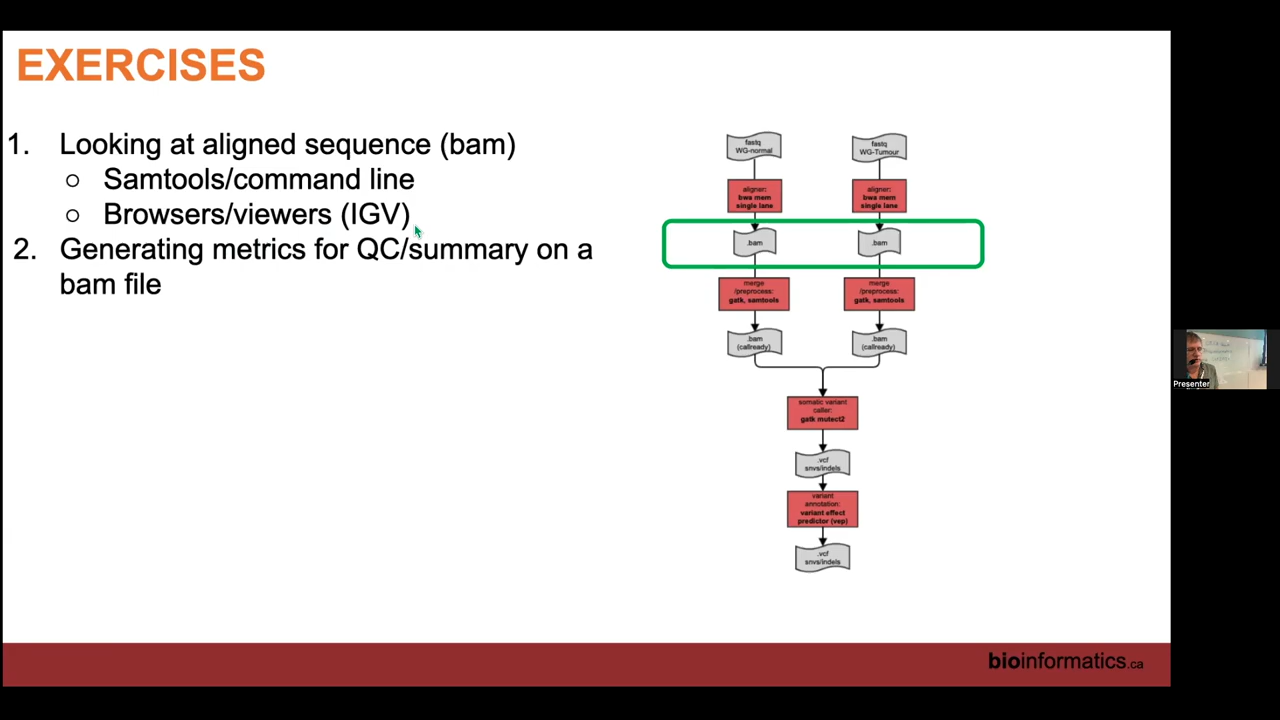 EXERCISES
1. Looking at aligned sequence (bam)
○ Samtools/command line
○ Browsers/viewers (IGV)
2. Generating metrics for QC/summary on a
bam file
fastq
WG-normal
fastq
WG-Tumour
aligner:
bwa mem
single lane
aligner:
bwa mem
single lane
.bam
.bam
merge
/preprocess:
gatk, samtools
merge
/preprocess:
gatk, samtools
.bam
(callready)
.bam
(callready)
somatic variant
caller:
gatk mutect2
.vcf
snvs/indels
variant
annotation:
variant effect
predictor (vep)
.vcf
snvs/indels
Presenter
bioinformatics.ca